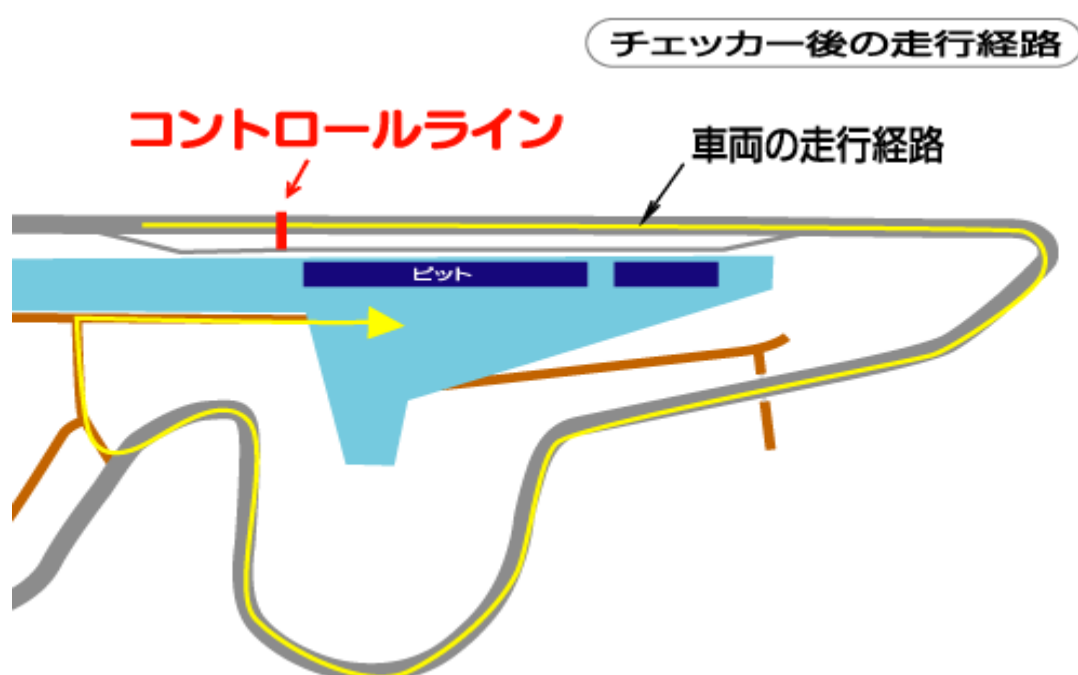 チェッカー後の走行経路
コントロールライン
車両の走行経路
ピット